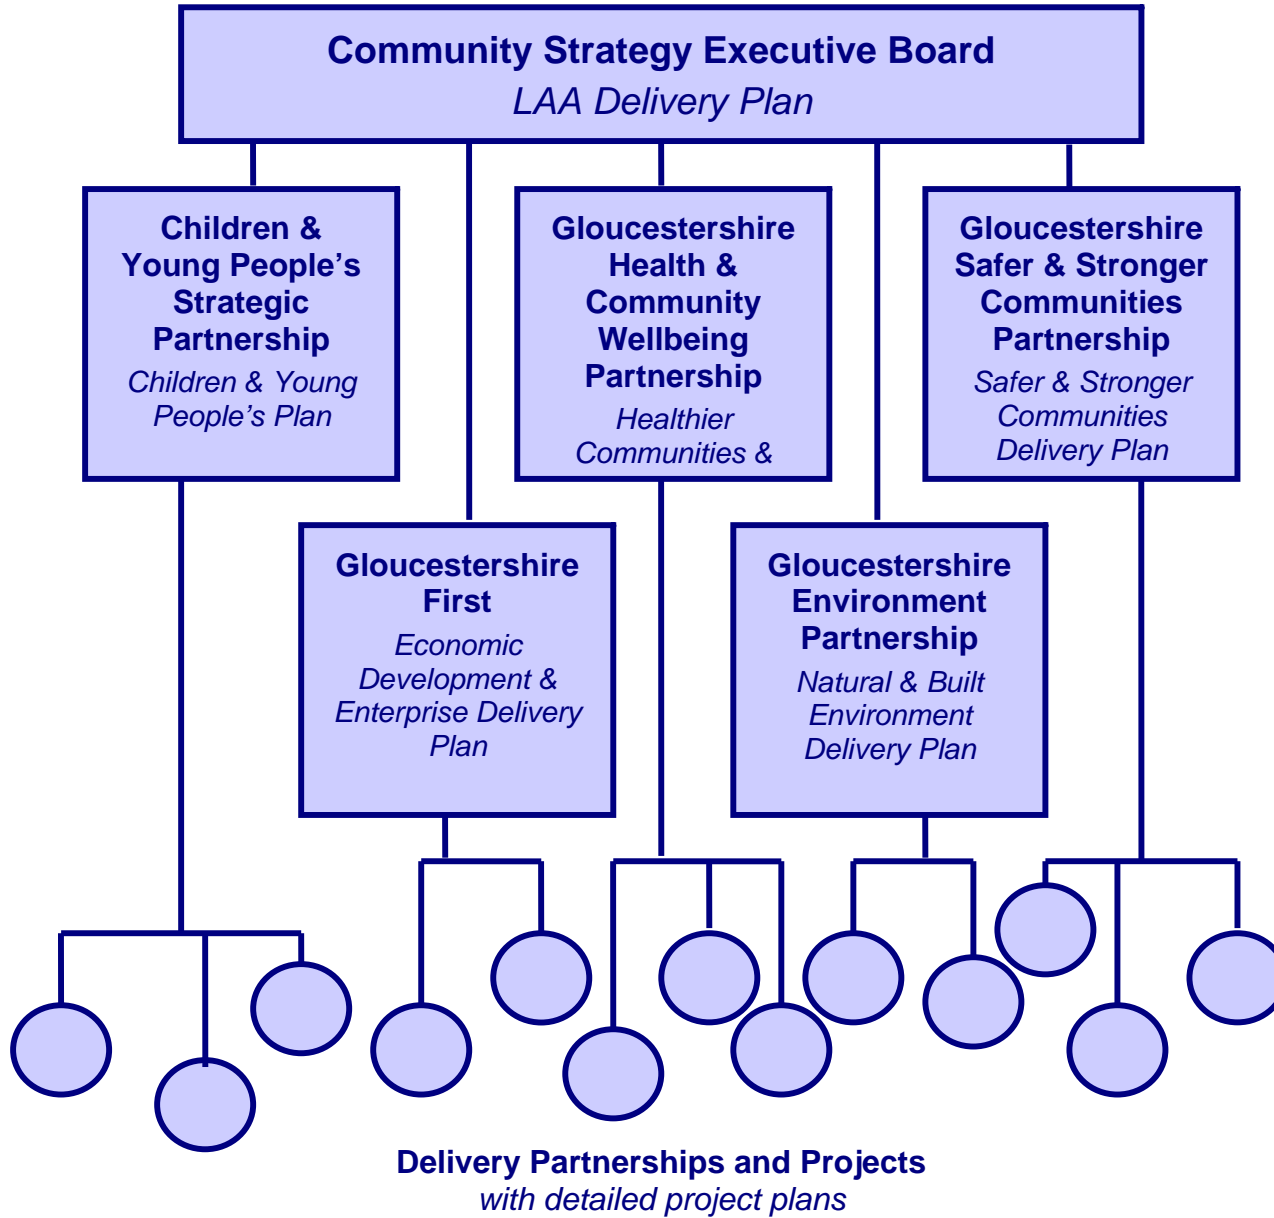 Community Strategy Executive Board
LAA Delivery Plan
Children &
Young People’s
Strategic
Partnership
Children & Young
People’s Plan
Gloucestershire
Health &
Community
Wellbeing
Partnership
Healthier
Communities &
Gloucestershire
Safer & Stronger
Communities
Partnership
Safer & Stronger
Communities
Delivery Plan
Gloucestershire
First
Economic
Development &
Enterprise Delivery
Plan
Gloucestershire
Environment
Partnership
Natural & Built
Environment
Delivery Plan
Delivery Partnerships and Projects
with detailed project plans